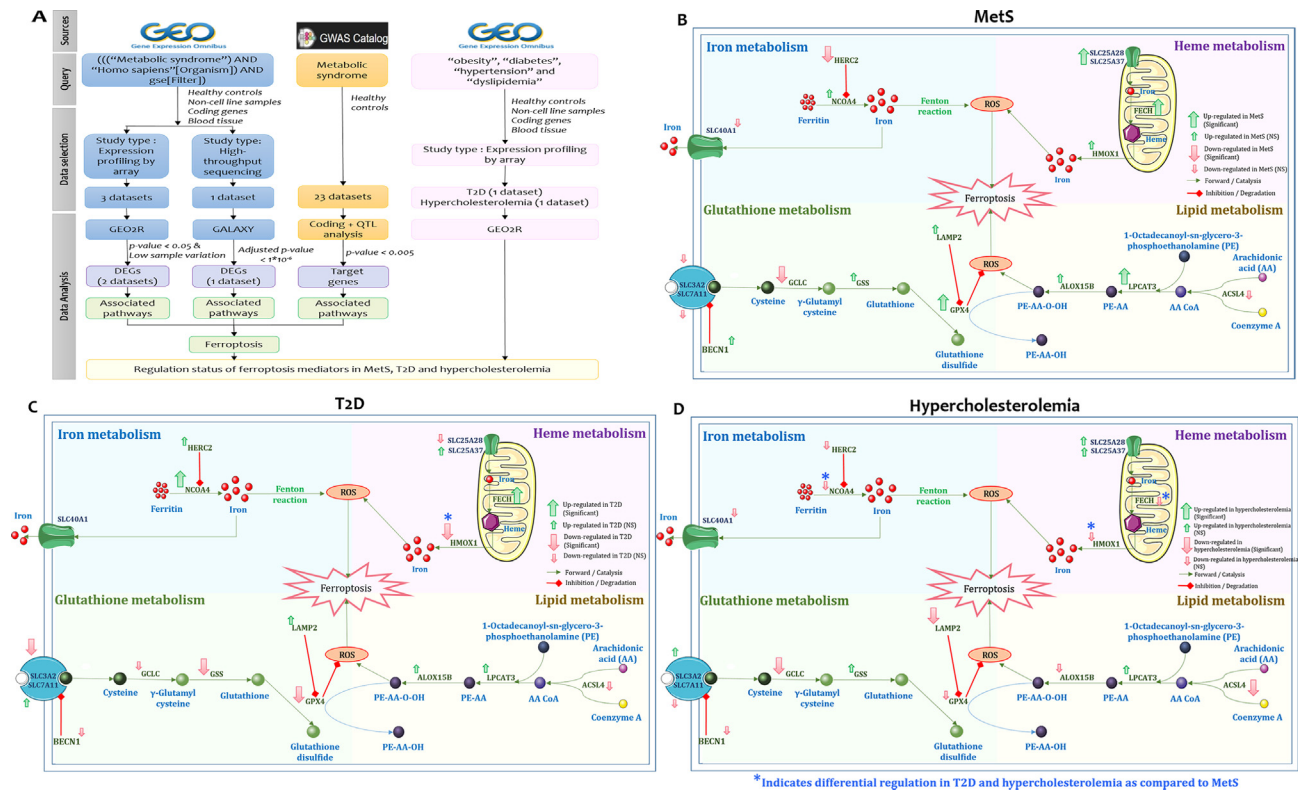 A
Sources
GEO
Gene Expression Omnibus
GWAS Catalog
GEO
Gene Expression Omnibus
Query
(((“Metabolic syndrome”) AND
“Homo sapiens”[Organism]) AND
gse[Filter])
Metabolic
syndrome
“obesity”, “diabetes”,
“hypertension” and
“dyslipidemia”
Healthy controls
Non-cell line samples
Coding genes
Blood tissue
Healthy
controls
Healthy controls
Non-cell line samples
Coding genes
Blood tissue
Data selection
Study type :
Expression
profiling by
array
Study type:
High-
throughput
sequencing
Study type : Expression profiling
by array
3 datasets
1 dataset
23 datasets
T2D (1 dataset)
Hypercholesterolemia (1 dataset)
Data Analysis
GEO2R
GALAXY
Coding + QTL
analysis
GEO2R
p-value < 0.05 &
Low sample variation
Adjusted p-value
< 1*10⁻⁶
p-value < 0.005
DEGs
(2 datasets)
DEGs
(1 dataset)
Target
genes
Associated
pathways
Associated
pathways
Associated
pathways
Ferroptosis
Regulation status of ferroptosis mediators in MetS, T2D and hypercholesterolemia
B
MetS
Iron metabolism
Heme metabolism
HERC2
NCOA4
Ferritin
Iron
Fenton
reaction
ROS
SLC25A28
SLC25A37
Iron
FECH
Heme
HMOX1
Iron
Iron
SLC40A1
Up-regulated in MetS
(Significant)
Up-regulated in MetS (NS)
Down-regulated in MetS
(Significant)
Down-regulated in MetS (NS)
Forward / Catalysis
Inhibition / Degradation
Ferroptosis
Glutathione metabolism
Lipid metabolism
LAMP2
ROS
1-Octadecanoyl-sn-glycero-3-
phosphoethanolamine (PE)
Arachidonic
acid (AA)
SLC3A2
SLC7A11
Cysteine
GCLC
γ-Glutamyl
cysteine
GSS
Glutathione
GPX4
PE-AA-O-OH
ALOX15B
PE-AA
LPCAT3
AA CoA
ACSL4
Coenzyme A
BECN1
Glutathione
disulfide
PE-AA-OH
C
T2D
Iron metabolism
Heme metabolism
HERC2
NCOA4
Ferritin
Iron
Fenton
reaction
ROS
SLC25A28
SLC25A37
Iron
FECH
Heme
*
HMOX1
Iron
Iron
SLC40A1
Up-regulated in T2D
(Significant)
Up-regulated in T2D (NS)
Down-regulated in T2D
(Significant)
Down-regulated in T2D (NS)
Forward / Catalysis
Inhibition / Degradation
Ferroptosis
Glutathione metabolism
Lipid metabolism
LAMP2
ROS
1-Octadecanoyl-sn-glycero-3-
phosphoethanolamine (PE)
Arachidonic
acid (AA)
SLC3A2
SLC7A11
Cysteine
GCLC
γ-Glutamyl
cysteine
GSS
Glutathione
GPX4
PE-AA-O-OH
ALOX15B
PE-AA
LPCAT3
AA CoA
ACSL4
Coenzyme A
BECN1
Glutathione
disulfide
PE-AA-OH
D
Hypercholesterolemia
Iron metabolism
Heme metabolism
HERC2
*
NCOA4
Ferritin
Iron
Fenton
reaction
ROS
SLC25A28
SLC25A37
Iron
FECH
*
Heme
*
HMOX1
Iron
Iron
SLC40A1
Up-regulated in hypercholesterolemia
(Significant)
Up-regulated in hypercholesterolemia
(NS)
Down-regulated in
hypercholesterolemia (Significant)
Down-regulated in hypercholesterolemia
(NS)
Forward / Catalysis
Inhibition / Degradation
Ferroptosis
Glutathione metabolism
Lipid metabolism
LAMP2
ROS
1-Octadecanoyl-sn-glycero-3-
phosphoethanolamine (PE)
Arachidonic
acid (AA)
SLC3A2
SLC7A11
Cysteine
GCLC
γ-Glutamyl
cysteine
GSS
Glutathione
GPX4
PE-AA-O-OH
ALOX15B
PE-AA
LPCAT3
AA CoA
ACSL4
Coenzyme A
BECN1
Glutathione
disulfide
PE-AA-OH
*Indicates differential regulation in T2D and hypercholesterolemia as compared to MetS